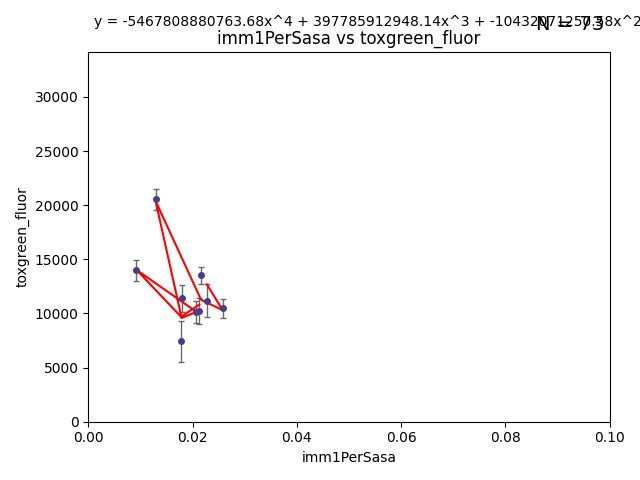 y = -5467808880763.68x^4 + 397785912948.14x^3 +
N = 73
imm1PerSasa vs toxgreen_fluor
30000
25000
20000
15000
10000
5000
0
toxgreen_fluor
0.00 0.02 0.04 0.06 0.08 0.10
imm1PerSasa